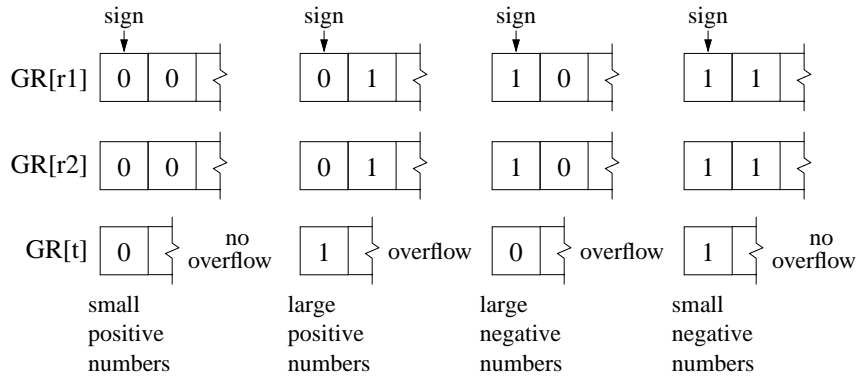 sign sign sign sign
GR[r1] 0 0 0 1 1 0 1 1
GR[r2] 0 0 0 1 1 0 1 1
no no
GR[t] 0 1 overflow 0 overflow 1
overflow overflow
small large large small
positive positive negative negative
numbers numbers numbers numbers